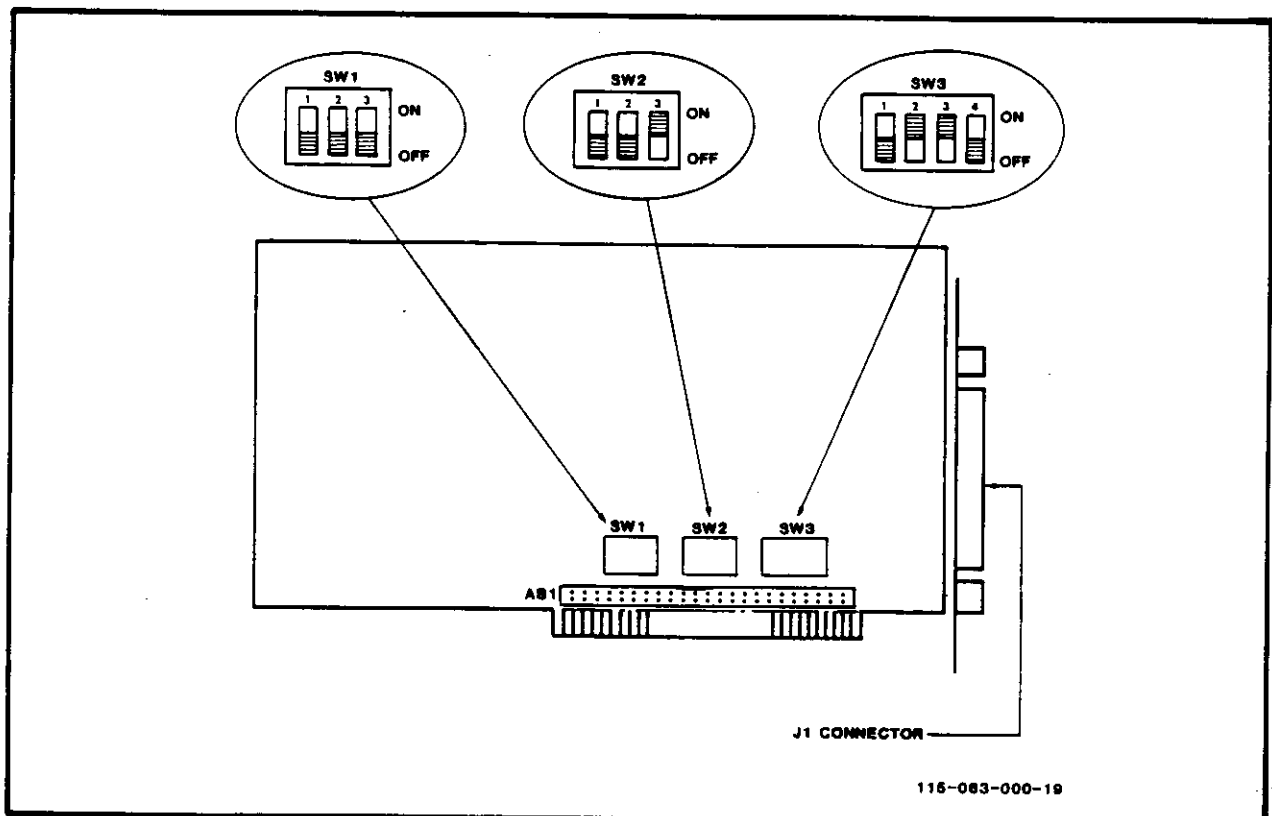 SW1
1 2 3
ON
OFF
SW2
1 2 3
ON
OFF
SW3
1 2 3 4
ON
OFF
SW1 SW2 SW3
AS1
J1 CONNECTOR
115-063-000-19